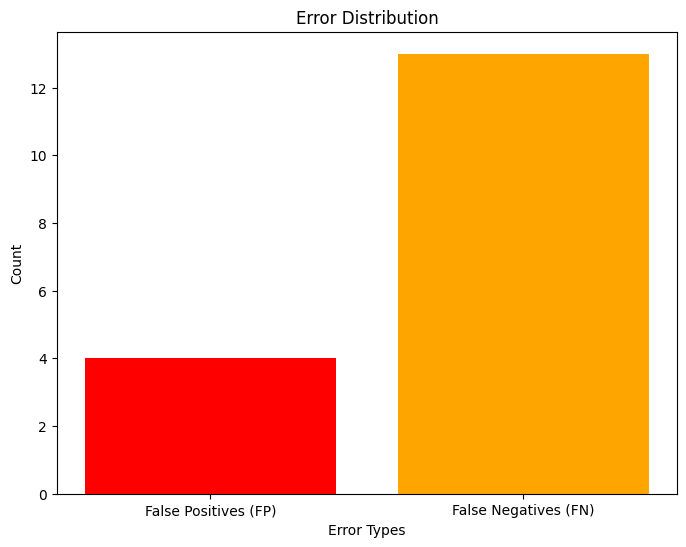 Error Distribution
Count
12
10
8
6
4
2
0
False Positives (FP)
False Negatives (FN)
Error Types